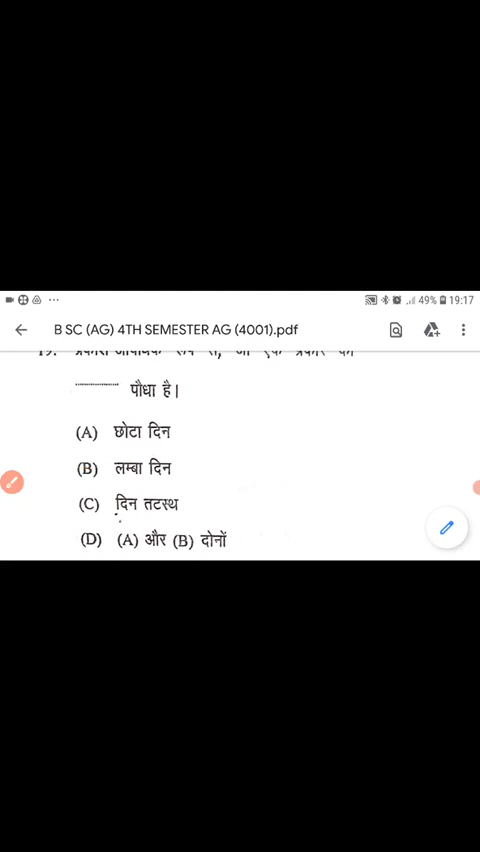 49% 19:17
B SC (AG) 4TH SEMESTER AG (4001).pdf
पौधा है।
(A) छोटा दिन
(B) लम्बा दिन
(C) दिन तटस्थ
(D) (A) और (B) दोनों